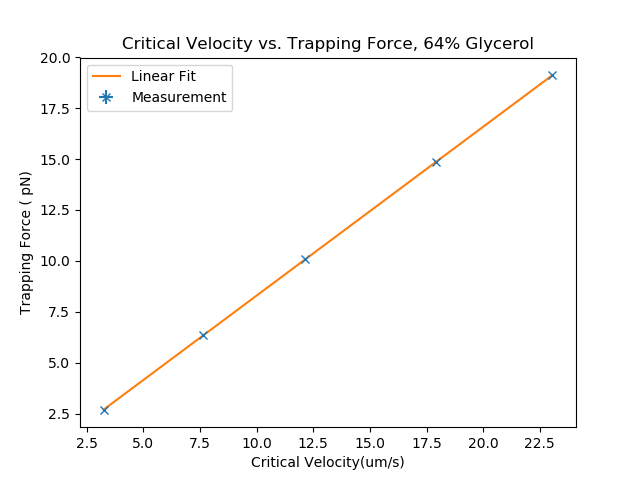 Critical Velocity vs. Trapping Force, 64% Glycerol
Linear Fit
Measurement
20.0
17.5
15.0
12.5
10.0
7.5
5.0
2.5
Trapping Force ( pN)
2.5 5.0 7.5 10.0 12.5 15.0 17.5 20.0 22.5
Critical Velocity(um/s)